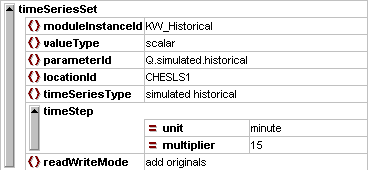 timeSeriesSet
moduleInstanceId KW_Historical
valueType scalar
parameterId Q.simulated.historical
locationId CHESLS1
timeSeriesType simulated historical
timeStep
unit minute
multiplier 15
readWriteMode add originals